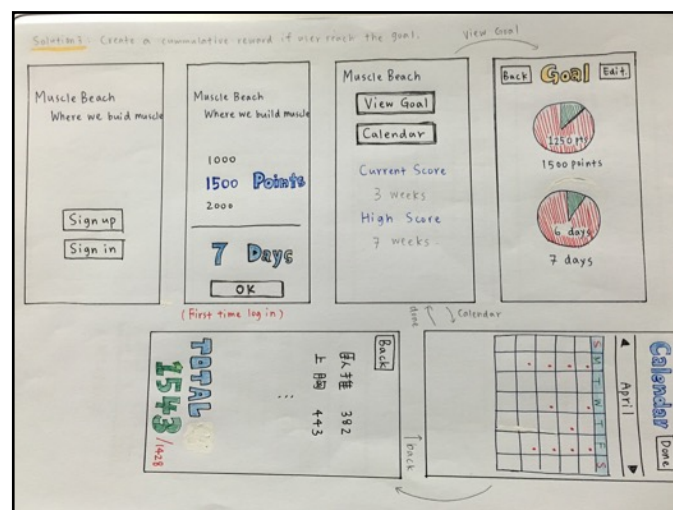 Solution 7. Create a cummulative reward if user reach the goal.
View Goal
Muscle Beach
Where we buid muscle
Sign up
Sign in
Muscle Beach
Where we build muscle
1000
1500 Points
2000
7 Days
OK
(First time log in)
Muscle Beach
View Goal
Calendar
Current Score
3 weeks
High Score
7 weeks
Back Goal Edit
1250 pts
1500 points
6 days
7 days
done
Calendar
Calendar Done
April
S M T W T F S
back
Back
臥推 382
上胸 443
...
TOTAL
1543/1428